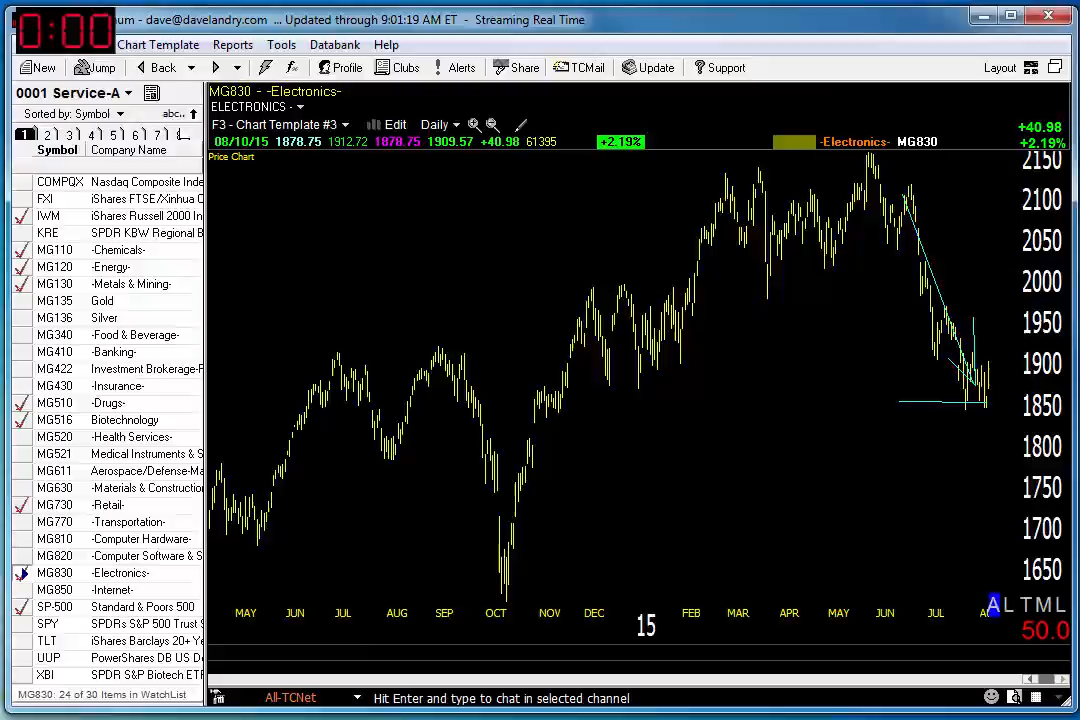 0:00
num - dave@davelandry.com ... Updated through 9:01:19 AM ET - Streaming Real Time
Chart Template Reports Tools Databank Help
New Jump Back Profile Clubs Alerts Share TCMail Update Support Layout
0001 Service-A
Sorted by: Symbol abc..
1 2 3 4 5 6 7
Symbol Company Name
COMPQX Nasdaq Composite Inde
FXI iShares FTSE/Xinhua C
IWM iShares Russell 2000 In
KRE SPDR KBW Regional B
MG110 -Chemicals-
MG120 -Energy-
MG130 -Metals & Mining-
MG135 Gold
MG136 Silver
MG340 -Food & Beverage-
MG410 -Banking-
MG422 Investment Brokerage-F
MG430 -Insurance-
MG510 -Drugs-
MG516 Biotechnology
MG520 -Health Services-
MG521 Medical Instruments & S
MG611 Aerospace/Defense-Ma
MG630 -Materials & Constructio
MG730 -Retail-
MG770 -Transportation-
MG810 -Computer Hardware-
MG820 -Computer Software & S
MG830 -Electronics-
MG850 -Internet-
SP-500 Standard & Poors 500
SPY SPDRs S&P 500 Trust S
TLT iShares Barclays 20+ Ye
UUP PowerShares DB US Do
XBI SPDR S&P Biotech ETF
MG830: 24 of 30 Items in WatchList
MG830 - -Electronics-
ELECTRONICS -
F3 - Chart Template #3 Edit Daily
08/10/15 1878.75 1912.72 1878.75 1909.57 +40.98 61395 +2.19% -Electronics- MG830
+40.98
+2.19%
Price Chart
2150
2100
2050
2000
1950
1900
1850
1800
1750
1700
1650
MAY JUN JUL AUG SEP OCT NOV DEC 15 FEB MAR APR MAY JUN JUL
A L T M L
50.0
All-TCNet Hit Enter and type to chat in selected channel